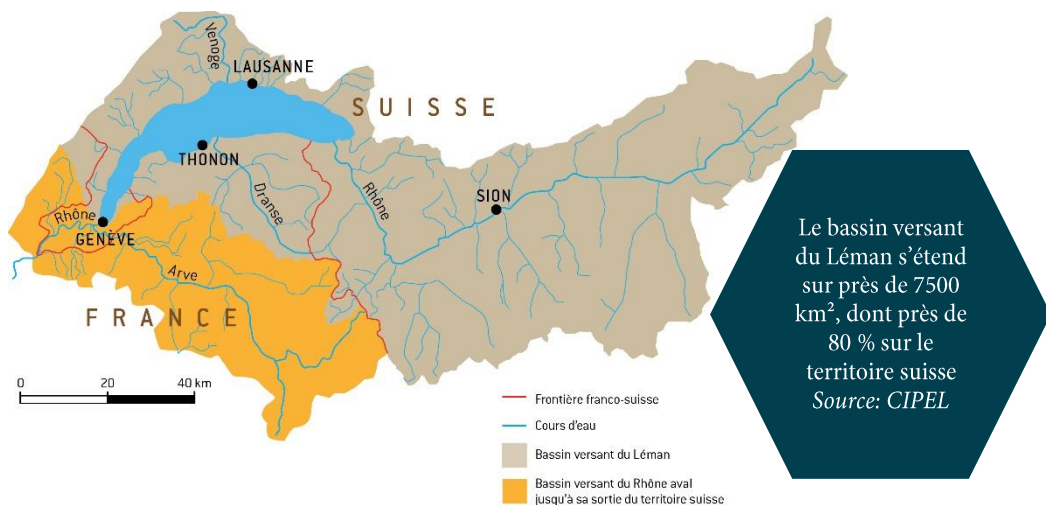 Venoge
LAUSANNE
SUISSE
THONON
Dranse
Rhône
SION
Rhône
GENÈVE
Arve
FRANCE
0 20 40 km
Frontière franco-suisse
Cours d'eau
Bassin versant du Léman
Bassin versant du Rhône aval
jusqu'à sa sortie du territoire suisse
Le bassin versant
du Léman s’étend
sur près de 7500
km², dont près de
80 % sur le
territoire suisse
Source: CIPEL